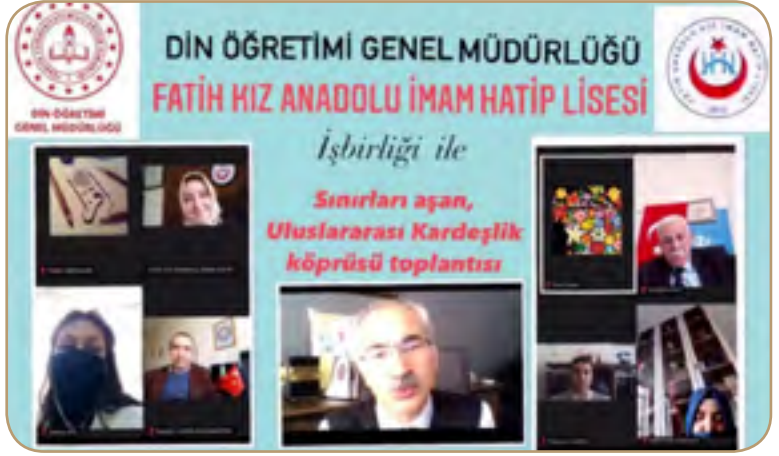 DİN ÖĞRETİMİ GENEL MÜDÜRLÜĞÜ
FATİH KIZ ANADOLU İMAM HATİP LİSESİ
DİN ÖĞRETİMİ
GENEL MÜDÜRLÜĞÜ
İşbirliği ile
Sınırları aşan,
Uluslararası Kardeşlik
köprüsü toplantısı